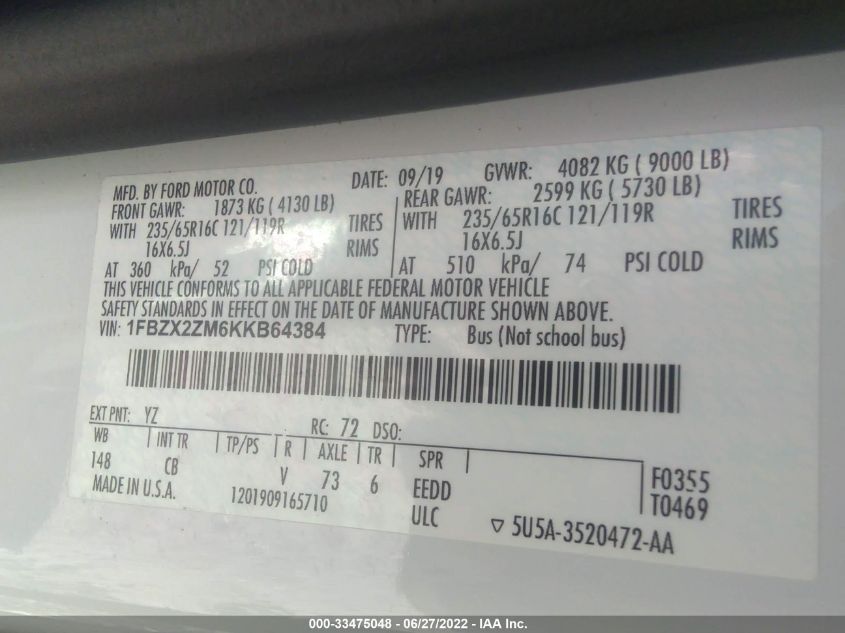 MFD. BY FORD MOTOR CO. DATE: 09/19 GVWR: 4082 KG ( 9000 LB)
FRONT GAWR: 1873 KG ( 4130 LB) REAR GAWR: 2599 KG ( 5730 LB)
WITH 235/65R16C 121/119R TIRES WITH 235/65R16C 121/119R TIRES
16X6.5J RIMS 16X6.5J RIMS
AT 360 kPa/ 52 PSI COLD AT 510 kPa/ 74 PSI COLD
THIS VEHICLE CONFORMS TO ALL APPLICABLE FEDERAL MOTOR VEHICLE
SAFETY STANDARDS IN EFFECT ON THE DATE OF MANUFACTURE SHOWN ABOVE.
VIN: 1FBZX2ZM6KKB64384 TYPE: Bus (Not school bus)
EXT PNT: YZ RC: 72 DSO:
WB INT TR TP/PS R AXLE TR SPR
148 CB V 73 6 EEDD F0355
ULC T0469
MADE IN U.S.A. 1201909165710 5U5A-3520472-AA
000-33475048 - 06/27/2022 - IAA Inc.